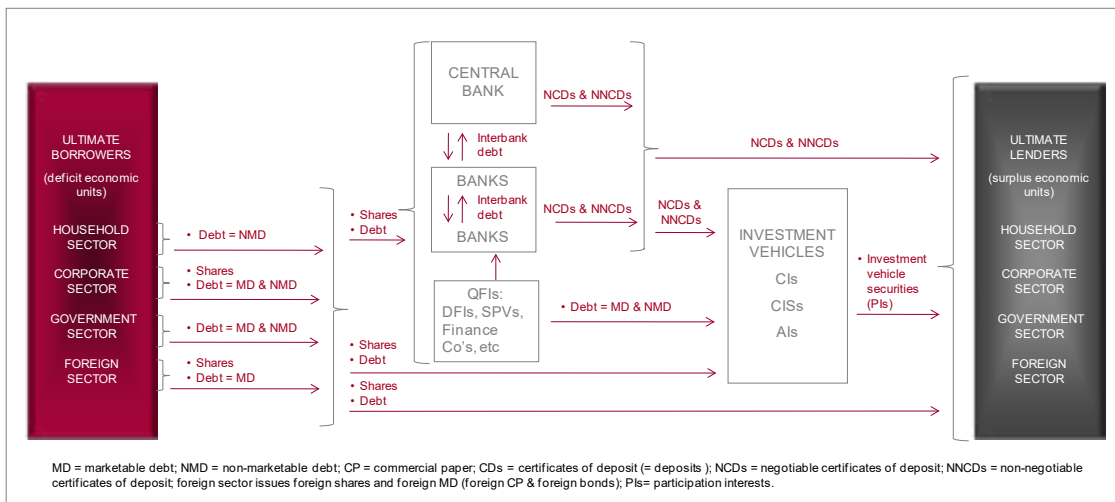 ULTIMATE
BORROWERS
(deficit economic
units)
HOUSEHOLD
SECTOR
CORPORATE
SECTOR
GOVERNMENT
SECTOR
FOREIGN
SECTOR
• Debt = NMD
• Shares
• Debt = MD & NMD
• Debt = MD & NMD
• Shares
• Debt = MD
• Shares
• Debt
• Shares
• Debt
• Shares
• Debt
CENTRAL
BANK
Interbank
debt
BANKS
Interbank
debt
BANKS
QFIs:
DFIs, SPVs,
Finance
Co's, etc
NCDs & NNCDs
NCDs & NNCDs
• Debt = MD & NMD
NCDs & NNCDs
NCDs &
NNCDs
INVESTMENT
VEHICLES
CIs
CISs
AIs
• Investment
vehicle
securities
(PIs)
ULTIMATE
LENDERS
(surplus economic
units)
HOUSEHOLD
SECTOR
CORPORATE
SECTOR
GOVERNMENT
SECTOR
FOREIGN
SECTOR
MD = marketable debt; NMD = non-marketable debt; CP = commercial paper; CDs = certificates of deposit (= deposits ); NCDs = negotiable certificates of deposit; NNCDs = non-negotiable
certificates of deposit; foreign sector issues foreign shares and foreign MD (foreign CP & foreign bonds); PIs= participation interests.